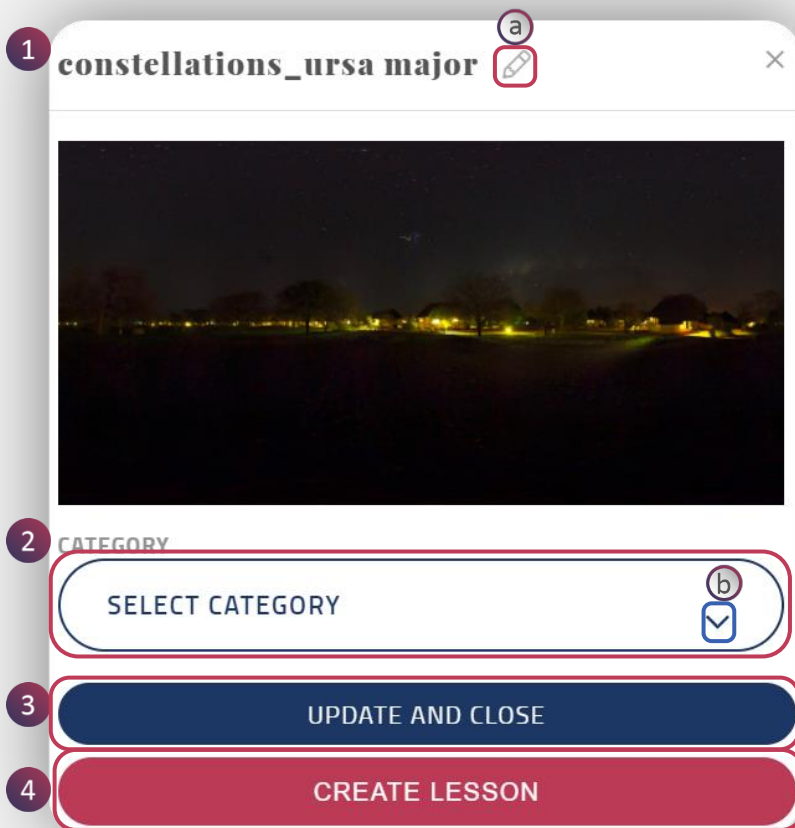 a
1
constellations_ursa major
2
CATEGORY
SELECT CATEGORY
b
3
UPDATE AND CLOSE
4
CREATE LESSON